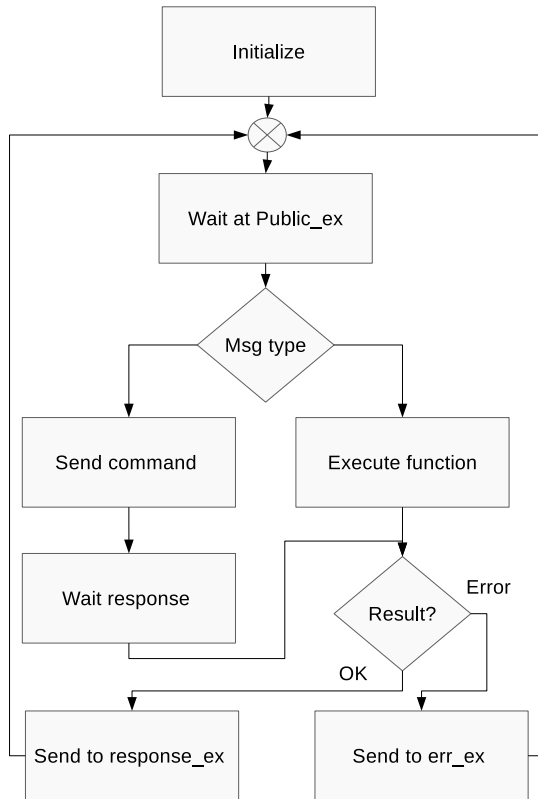 Initialize
Wait at Public_ex
Msg type
Send command
Execute function
Wait response
Error
Result?
OK
Send to response_ex
Send to err_ex